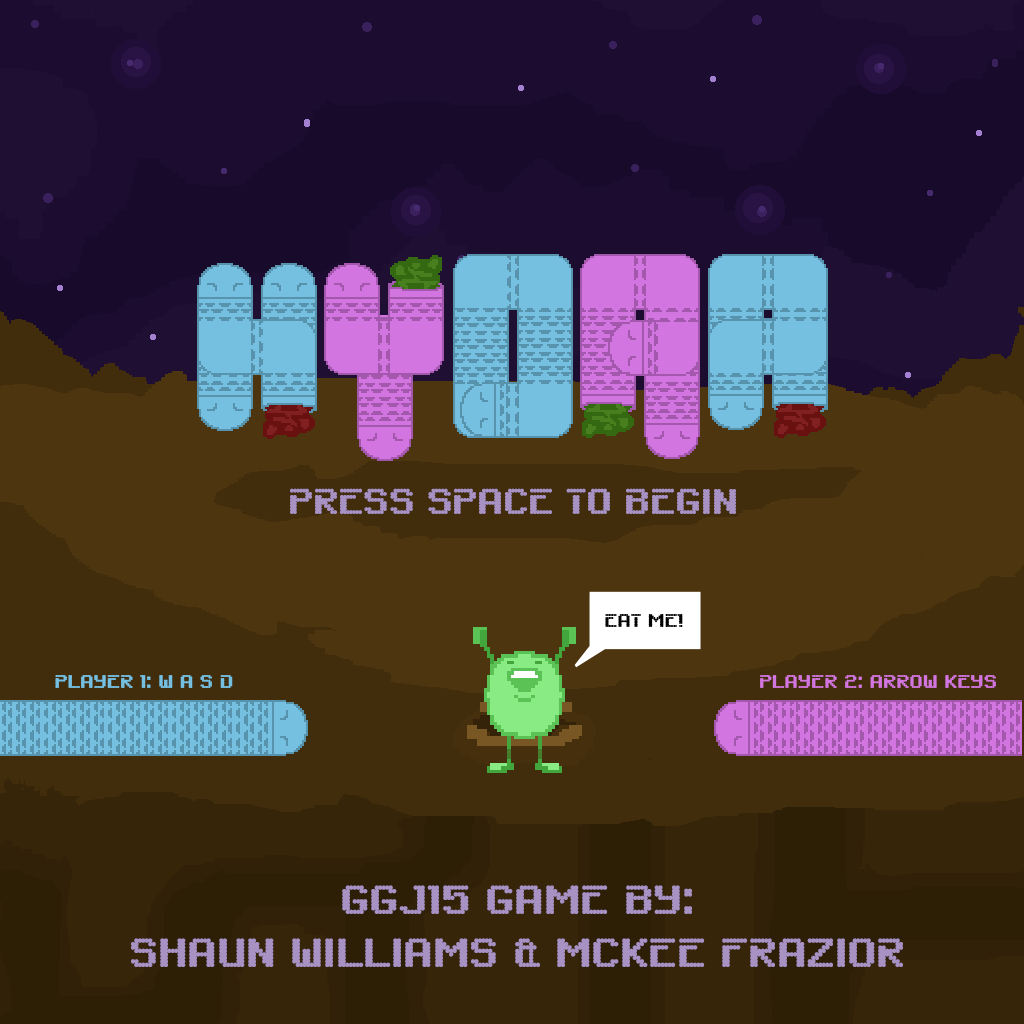 HYDRA
PRESS SPACE TO BEGIN
EAT ME!
PLAYER 1: W A S D
PLAYER 2: ARROW KEYS
GGJ15 GAME BY:
SHAUN WILLIAMS & MCKEE FRAZIOR